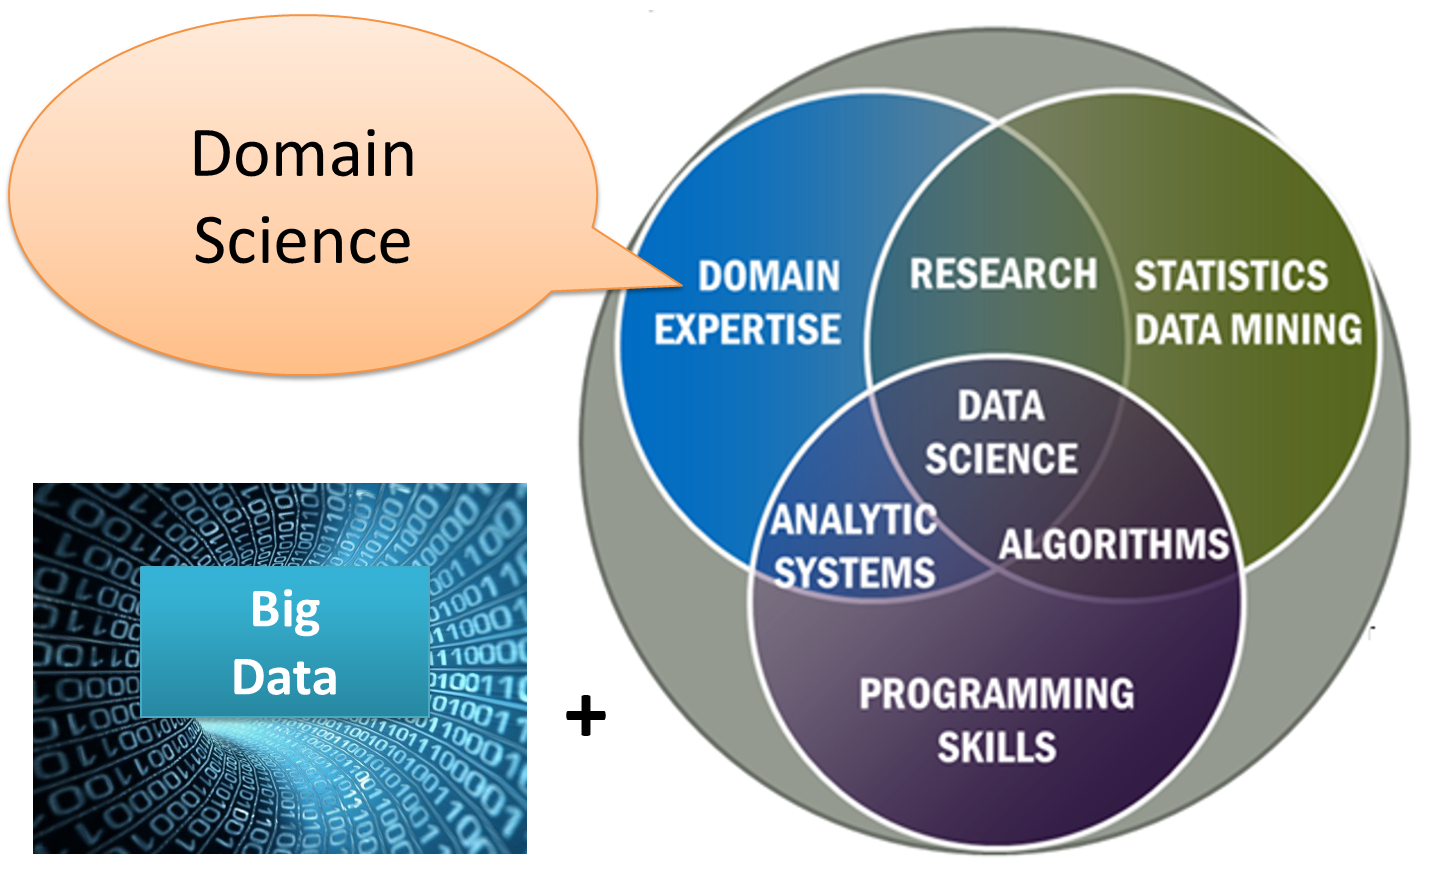 Domain
Science
DOMAIN
EXPERTISE
RESEARCH
STATISTICS
DATA MINING
DATA
SCIENCE
ANALYTIC
SYSTEMS
ALGORITHMS
PROGRAMMING
SKILLS
Big
Data
+